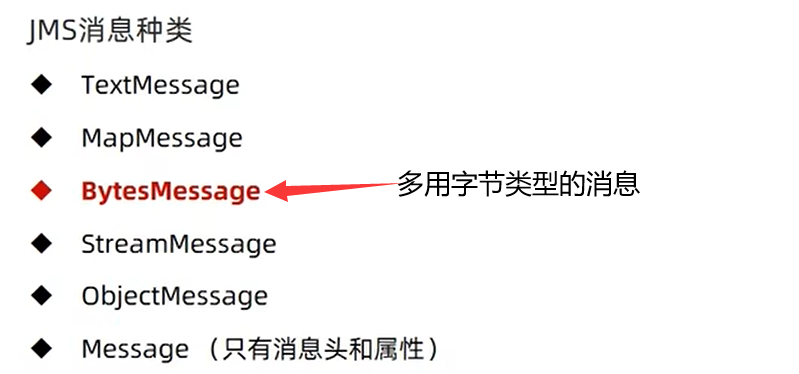 JMS消息种类
◆ TextMessage
◆ MapMessage
◆ BytesMessage 多用字节类型的消息
◆ StreamMessage
◆ ObjectMessage
◆ Message （只有消息头和属性）